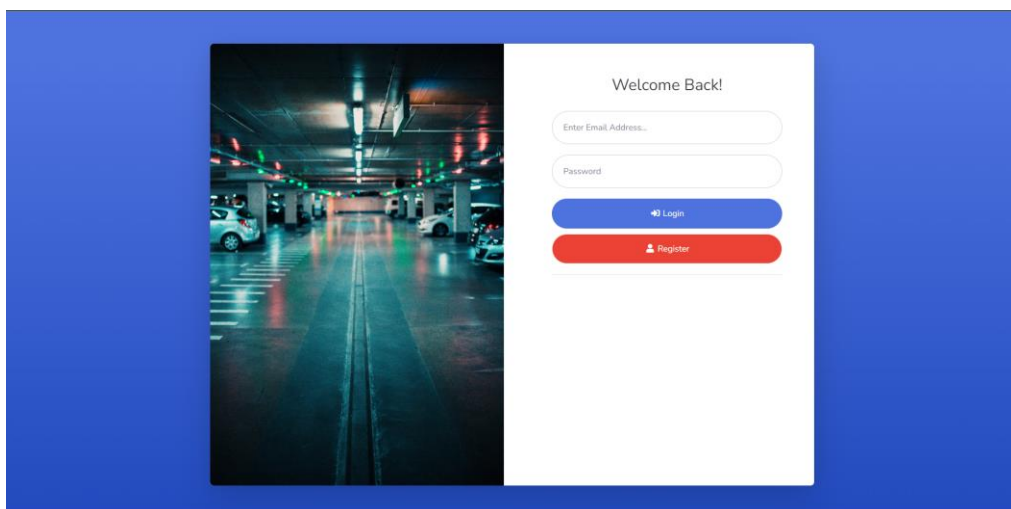 Welcome Back!
Enter Email Address...
Password
Login
Register